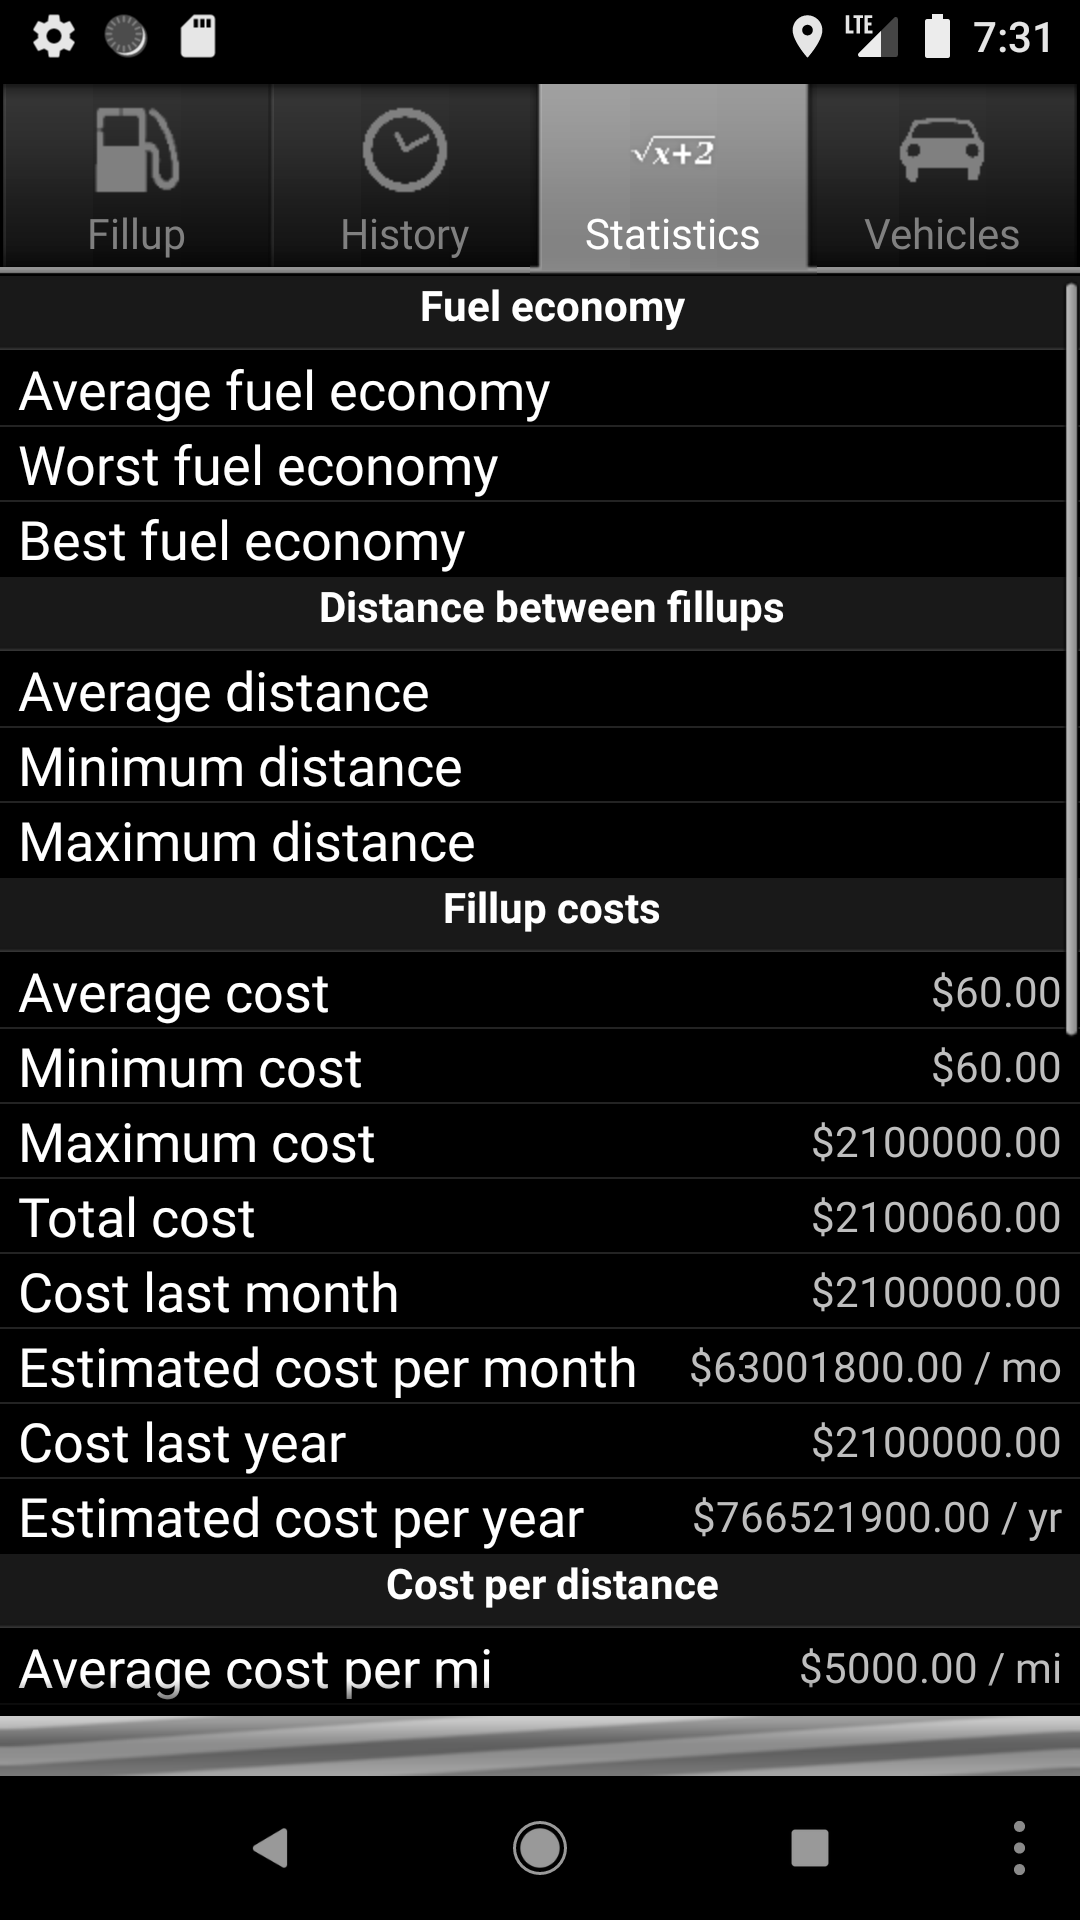 LTE 7:31
√x+2
Fillup History Statistics Vehicles
Fuel economy
Average fuel economy
Worst fuel economy
Best fuel economy
Distance between fillups
Average distance
Minimum distance
Maximum distance
Fillup costs
Average cost $60.00
Minimum cost $60.00
Maximum cost $2100000.00
Total cost $2100060.00
Cost last month $2100000.00
Estimated cost per month $63001800.00 / mo
Cost last year $2100000.00
Estimated cost per year $766521900.00 / yr
Cost per distance
Average cost per mi $5000.00 / mi